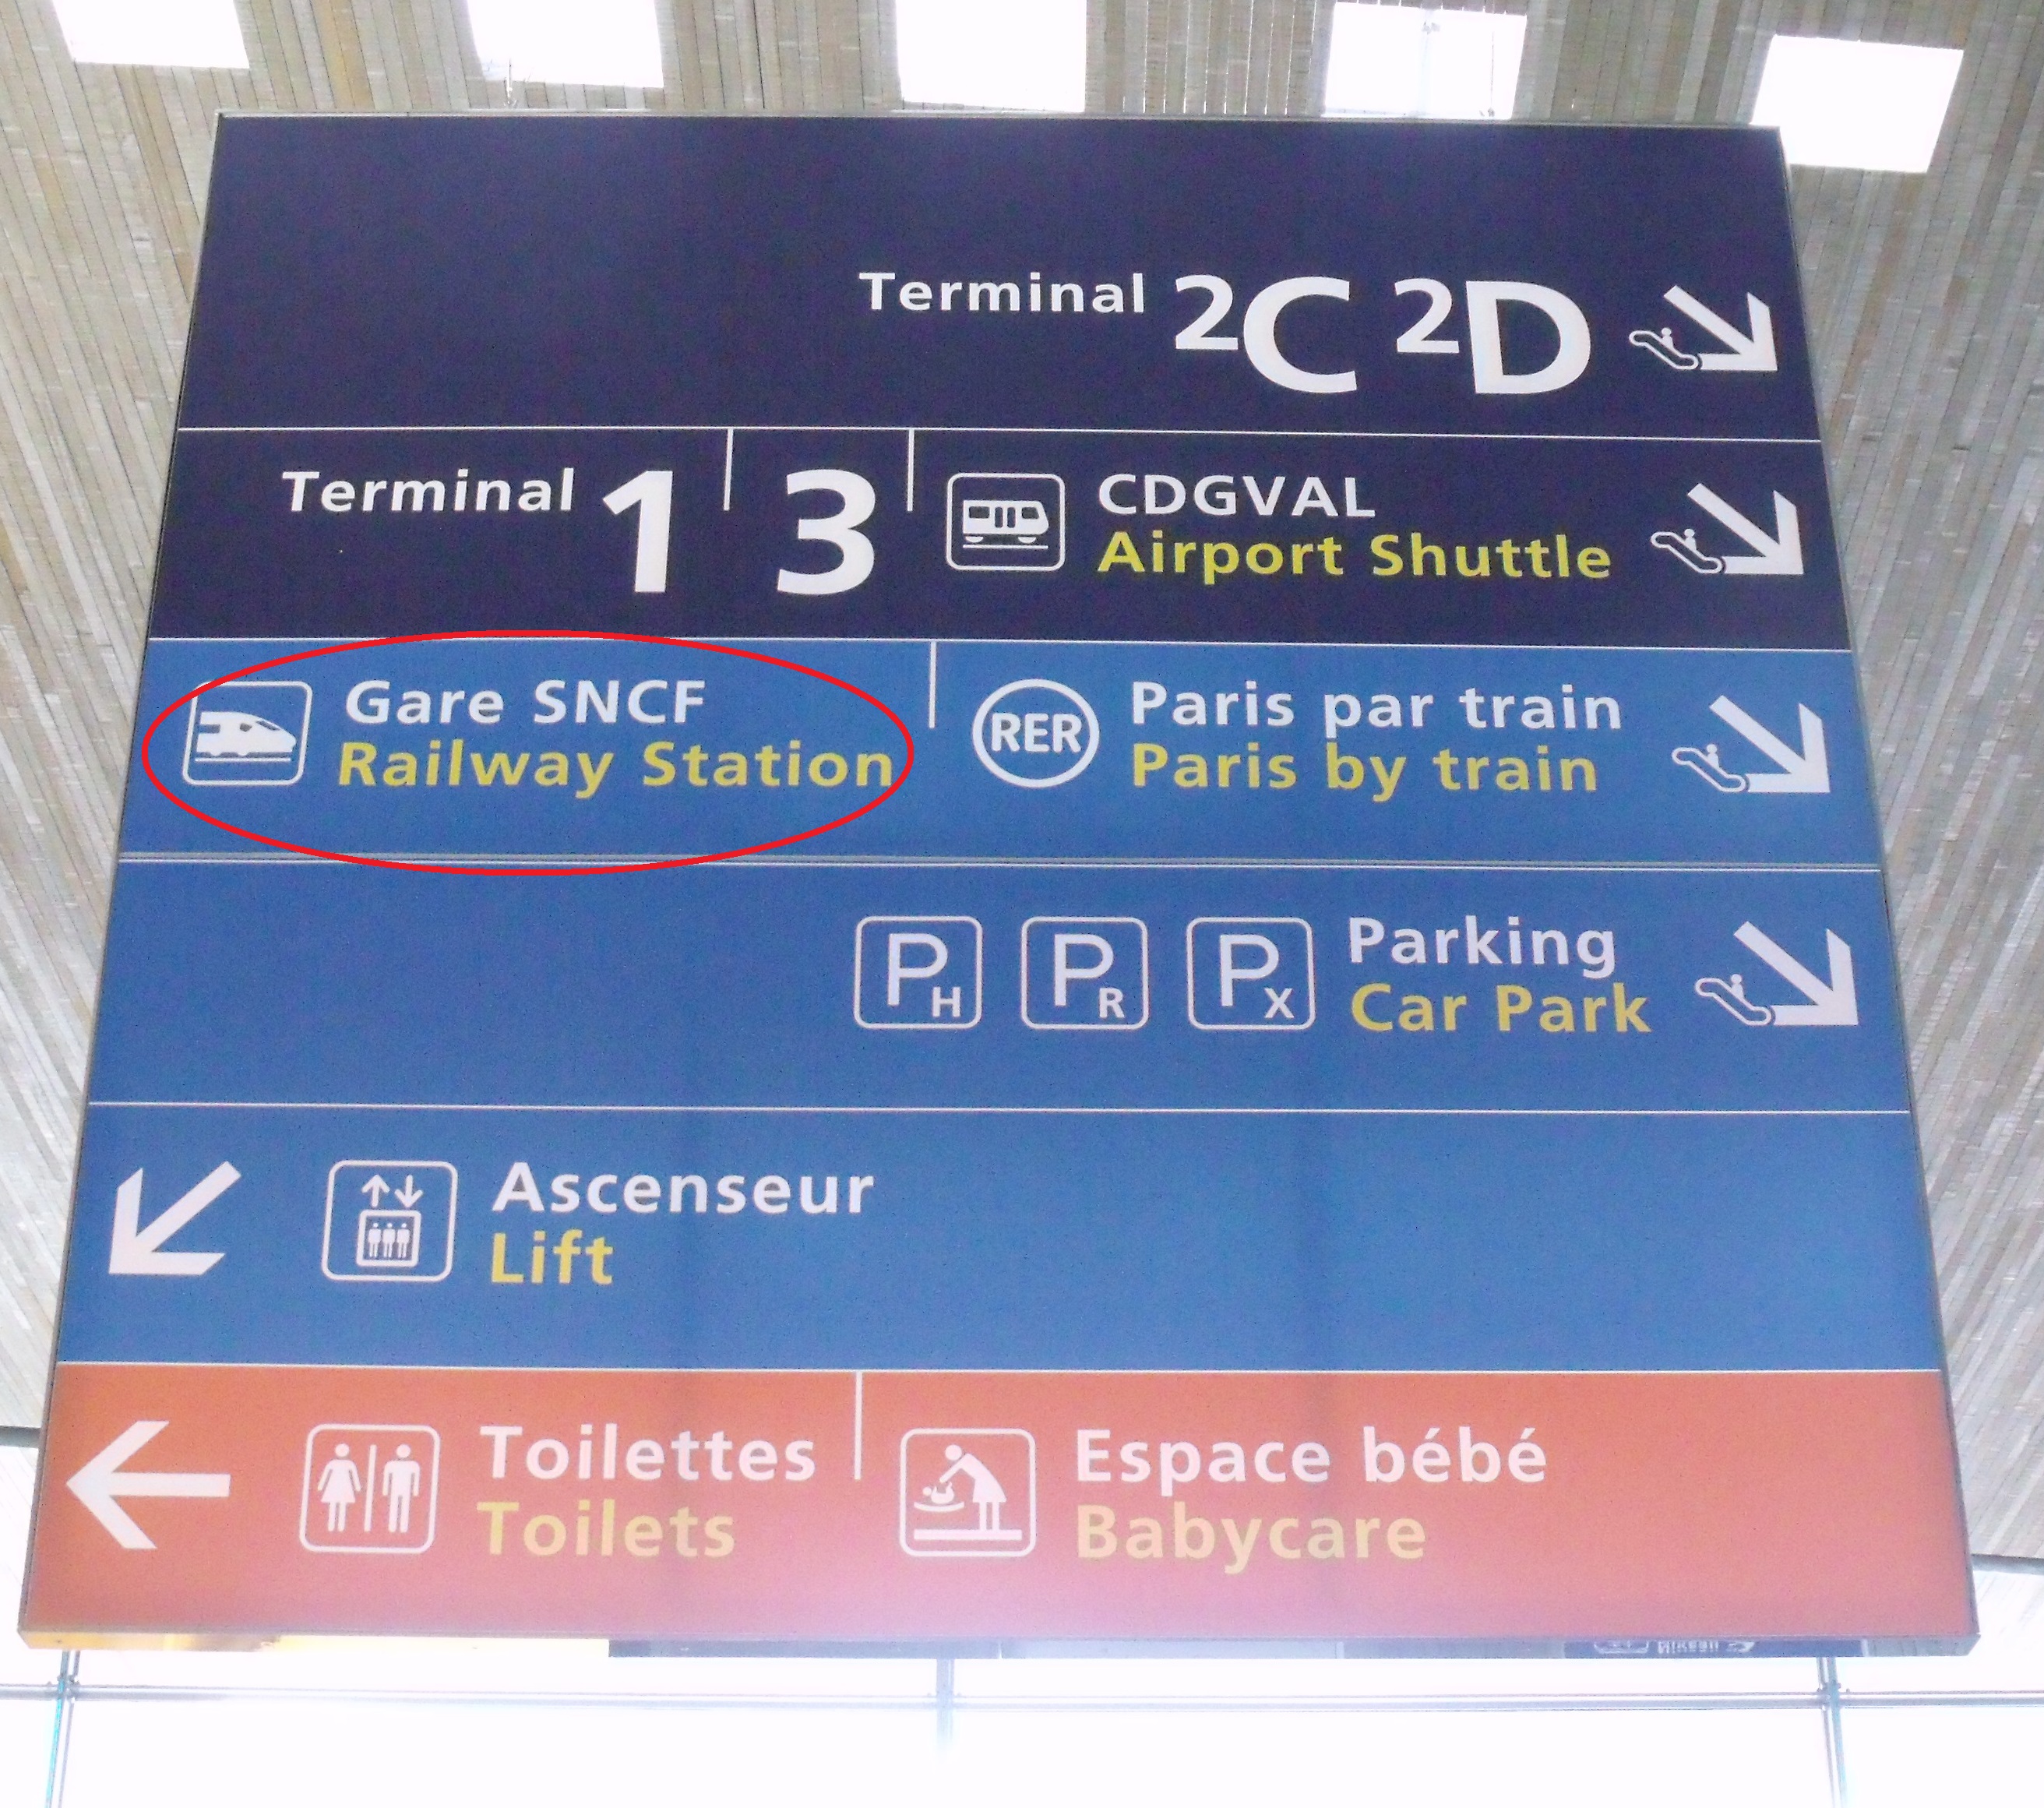 Terminal 2C 2D
Terminal 1 3 CDGVAL
Airport Shuttle
Gare SNCF
Railway Station
RER Paris par train
Paris by train
PH PR PX Parking
Car Park
Ascenseur
Lift
Toilettes
Toilets
Espace bébé
Babycare